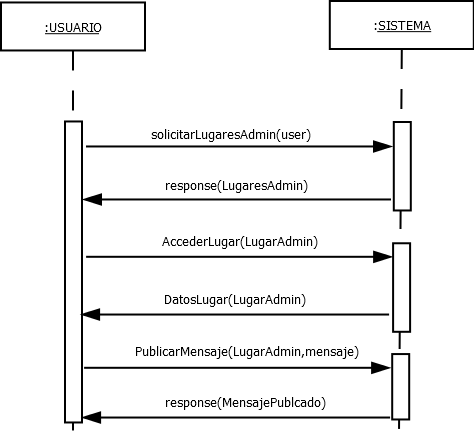 :USUARIO
:SISTEMA
solicitarLugaresAdmin(user)
response(LugaresAdmin)
AccederLugar(LugarAdmin)
DatosLugar(LugarAdmin)
PublicarMensaje(LugarAdmin,mensaje)
response(MensajePublcado)